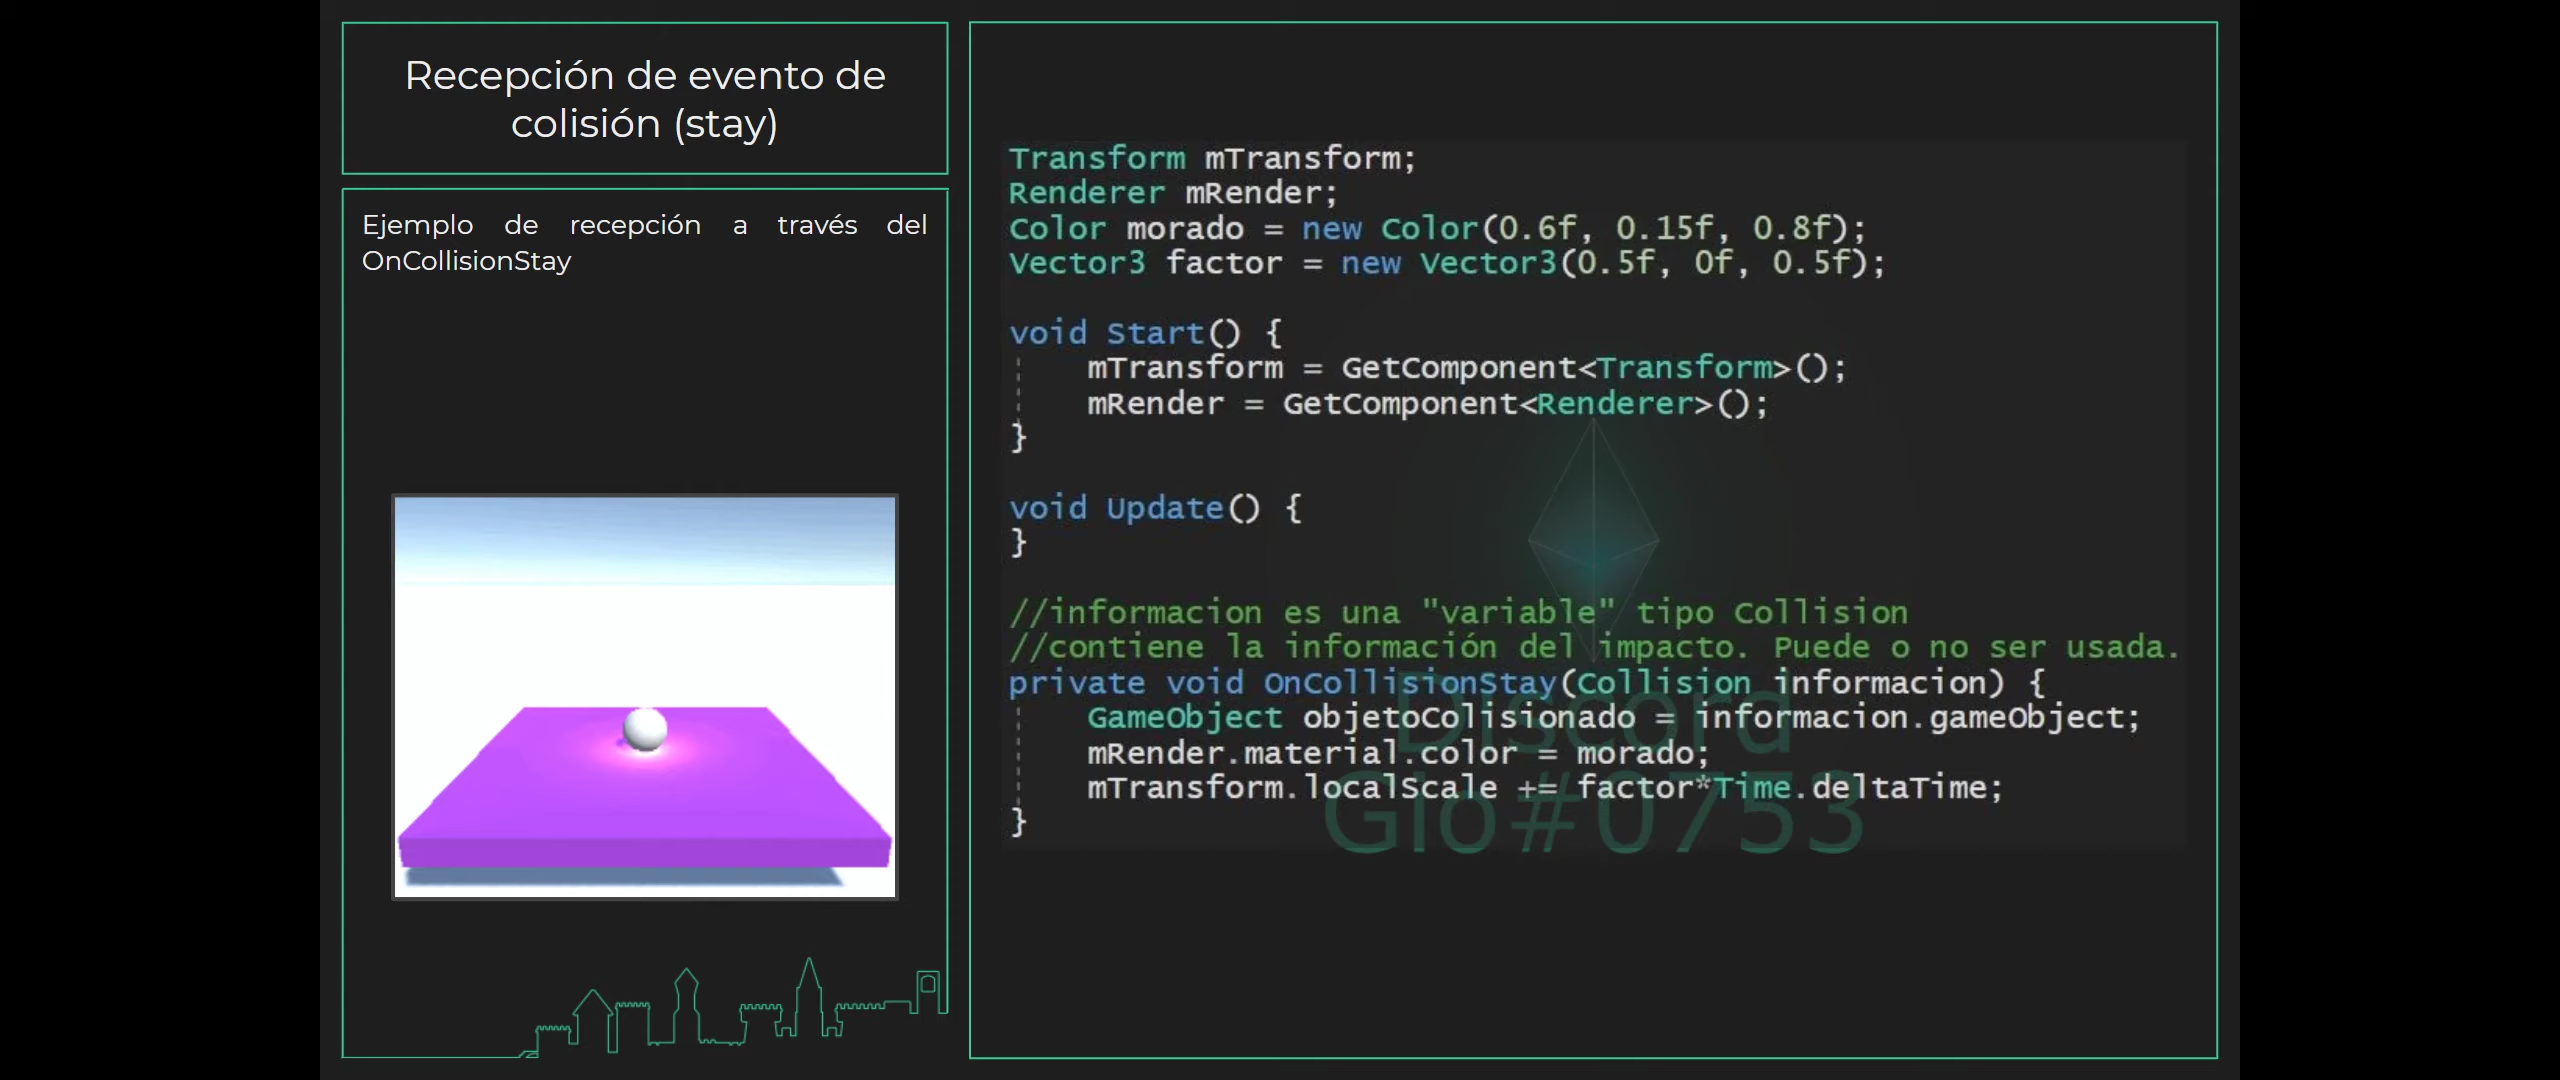 Recepción de evento de
colisión (stay)
Ejemplo de recepción a través del
OnCollisionStay
Transform mTransform;
Renderer mRender;
Color morado = new Color(0.6f, 0.15f, 0.8f);
Vector3 factor = new Vector3(0.5f, 0f, 0.5f);
void Start() {
mTransform = GetComponent<Transform>();
mRender = GetComponent<Renderer>();
}
void Update() {
}
//informacion es una "variable" tipo Collision
//contiene la información del impacto. Puede o no ser usada.
private void OnCollisionStay(Collision informacion) {
GameObject objetoColisionado = informacion.gameObject;
mRender.material.color = morado;
mTransform.localScale += factor*Time.deltaTime;
}
Discord
Glo#0753